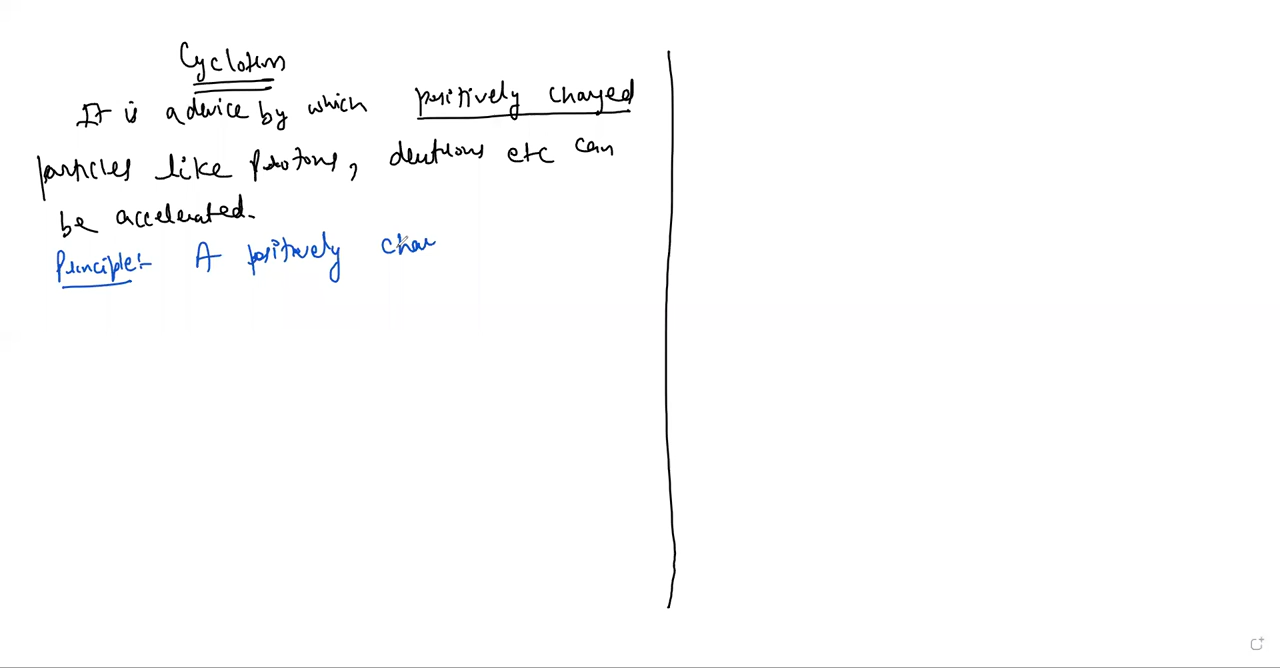 Cyclotron
It is a device by which positively charged
particles like protons, deutrons etc can
be accelerated.
Principle:- A positively char